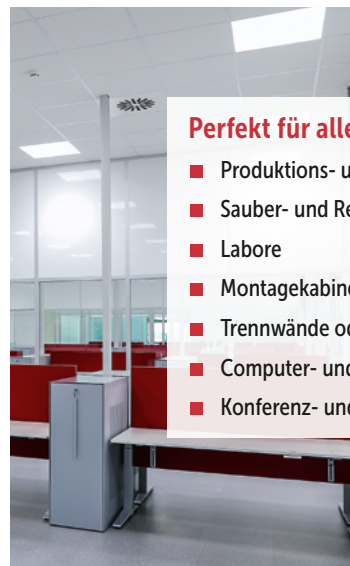 Perfekt für alle
Produktions- u
Sauber- und Re
Labore
Montagekabine
Trennwände od
Computer- und
Konferenz- und